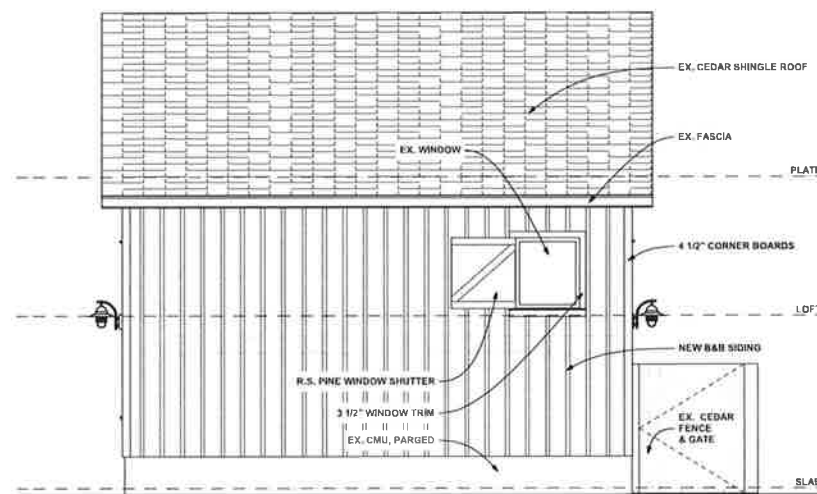 EX. CEDAR SHINGLE ROOF
EX. FASCIA
EX. WINDOW
PLATE
4 1/2" CORNER BOARDS
LOFT
NEW B&B SIDING
R.S. PINE WINDOW SHUTTER
3 1/2" WINDOW TRIM
EX. CMU, PARGED
EX. CEDAR
FENCE
& GATE
SLAB